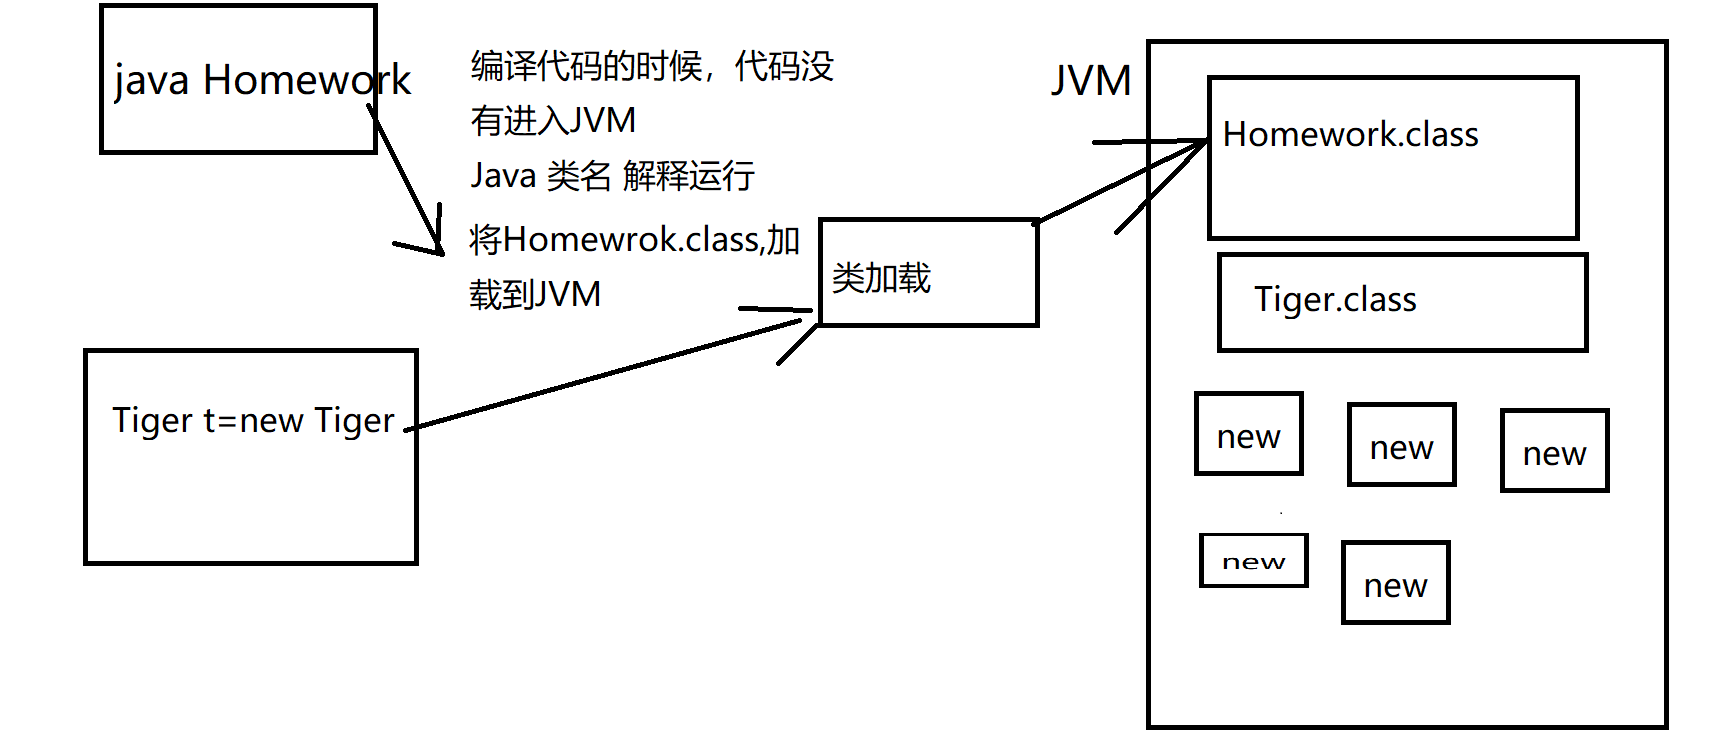 java Homework
编译代码的时候，代码没
有进入JVM
Java 类名 解释运行
将Homewrok.class,加
载到JVM
类加载
Tiger t=new Tiger
JVM
Homework.class
Tiger.class
new
new
new
new
new